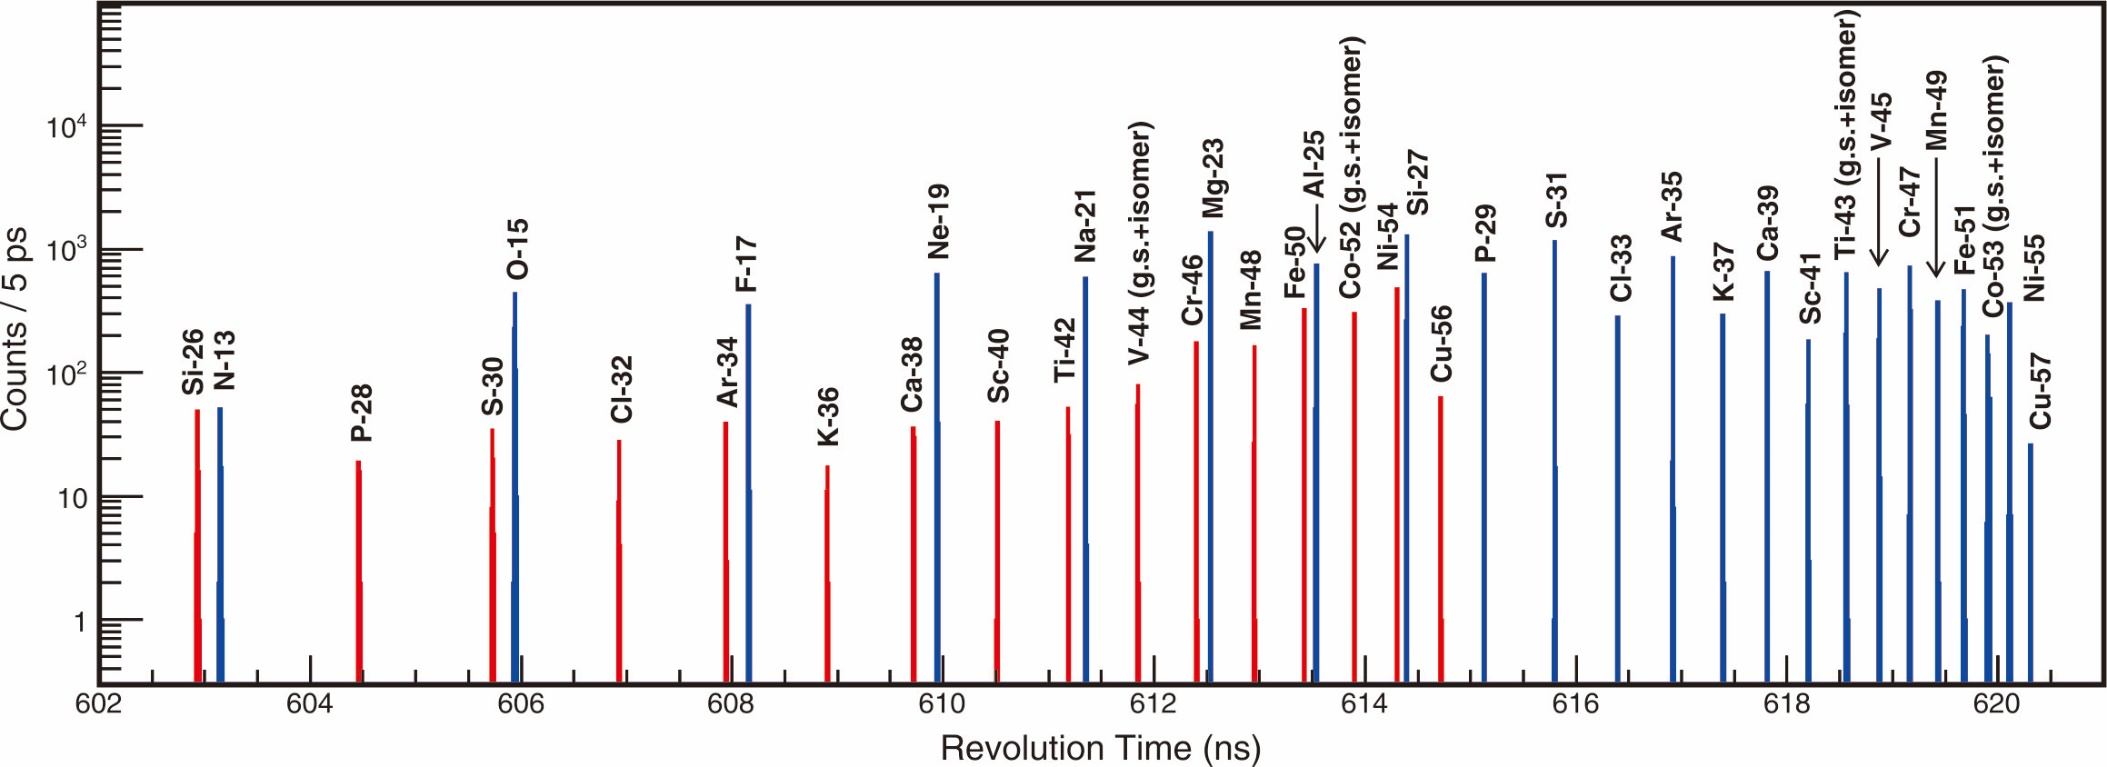 Counts / 5 ps
10⁴
10³
10²
10
1
Si-26
N-13
P-28
S-30
O-15
Cl-32
Ar-34
F-17
K-36
Ca-38
Ne-19
Sc-40
Ti-42
Na-21
V-44 (g.s.+isomer)
Cr-46
Mg-23
Mn-48
Fe-50
Al-25
Co-52 (g.s.+isomer)
Ni-54
Si-27
Cu-56
P-29
S-31
Cl-33
Ar-35
K-37
Ca-39
Sc-41
Ti-43 (g.s.+isomer)
V-45
Cr-47
Mn-49
Fe-51
Co-53 (g.s.+isomer)
Ni-55
Cu-57
602 604 606 608 610 612 614 616 618 620
Revolution Time (ns)